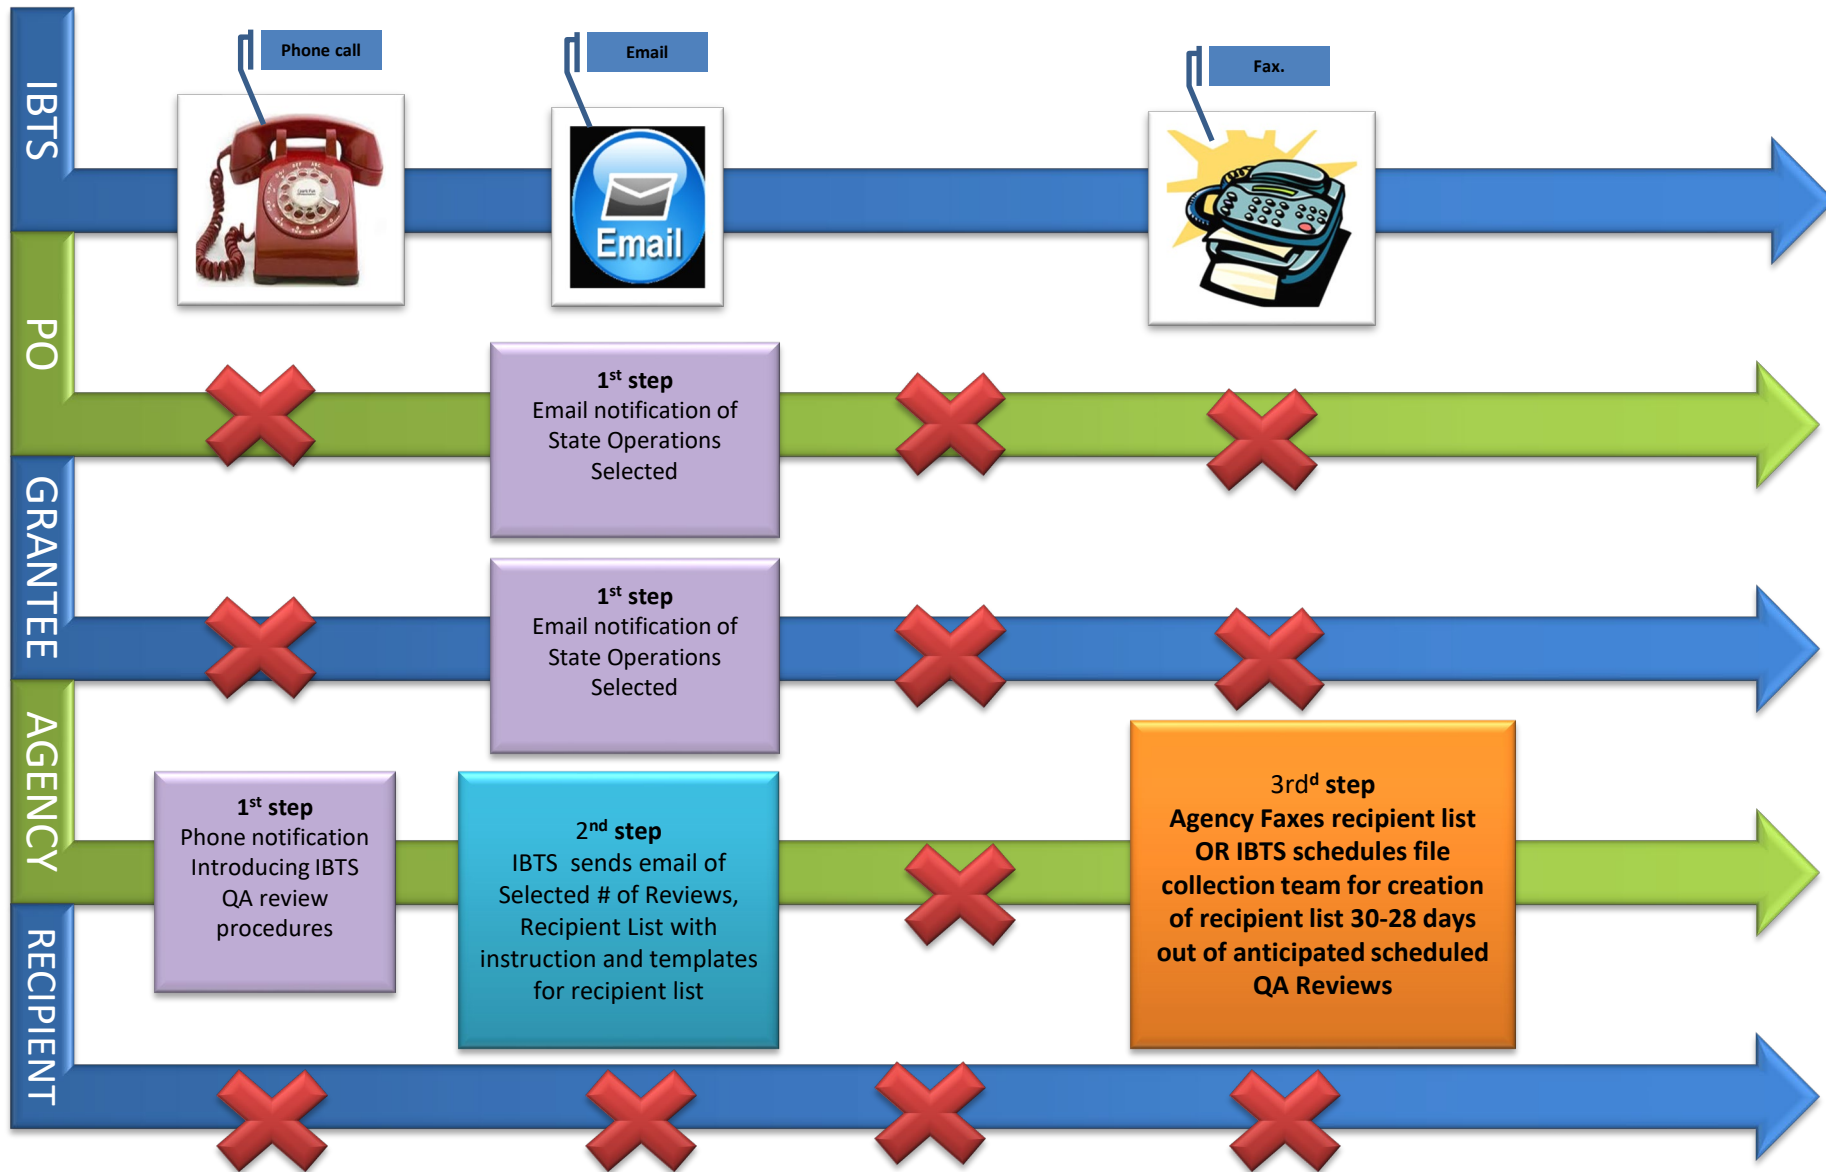 Phone call
Email
Fax.
IBTS
Email
PO
1st step
Email notification of
State Operations
Selected
GRANTEE
1st step
Email notification of
State Operations
Selected
AGENCY
1st step
Phone notification
Introducing IBTS
QA review
procedures
2nd step
IBTS sends email of
Selected # of Reviews,
Recipient List with
instruction and templates
for recipient list
3rdd step
Agency Faxes recipient list
OR IBTS schedules file
collection team for creation
of recipient list 30-28 days
out of anticipated scheduled
QA Reviews
RECIPIENT